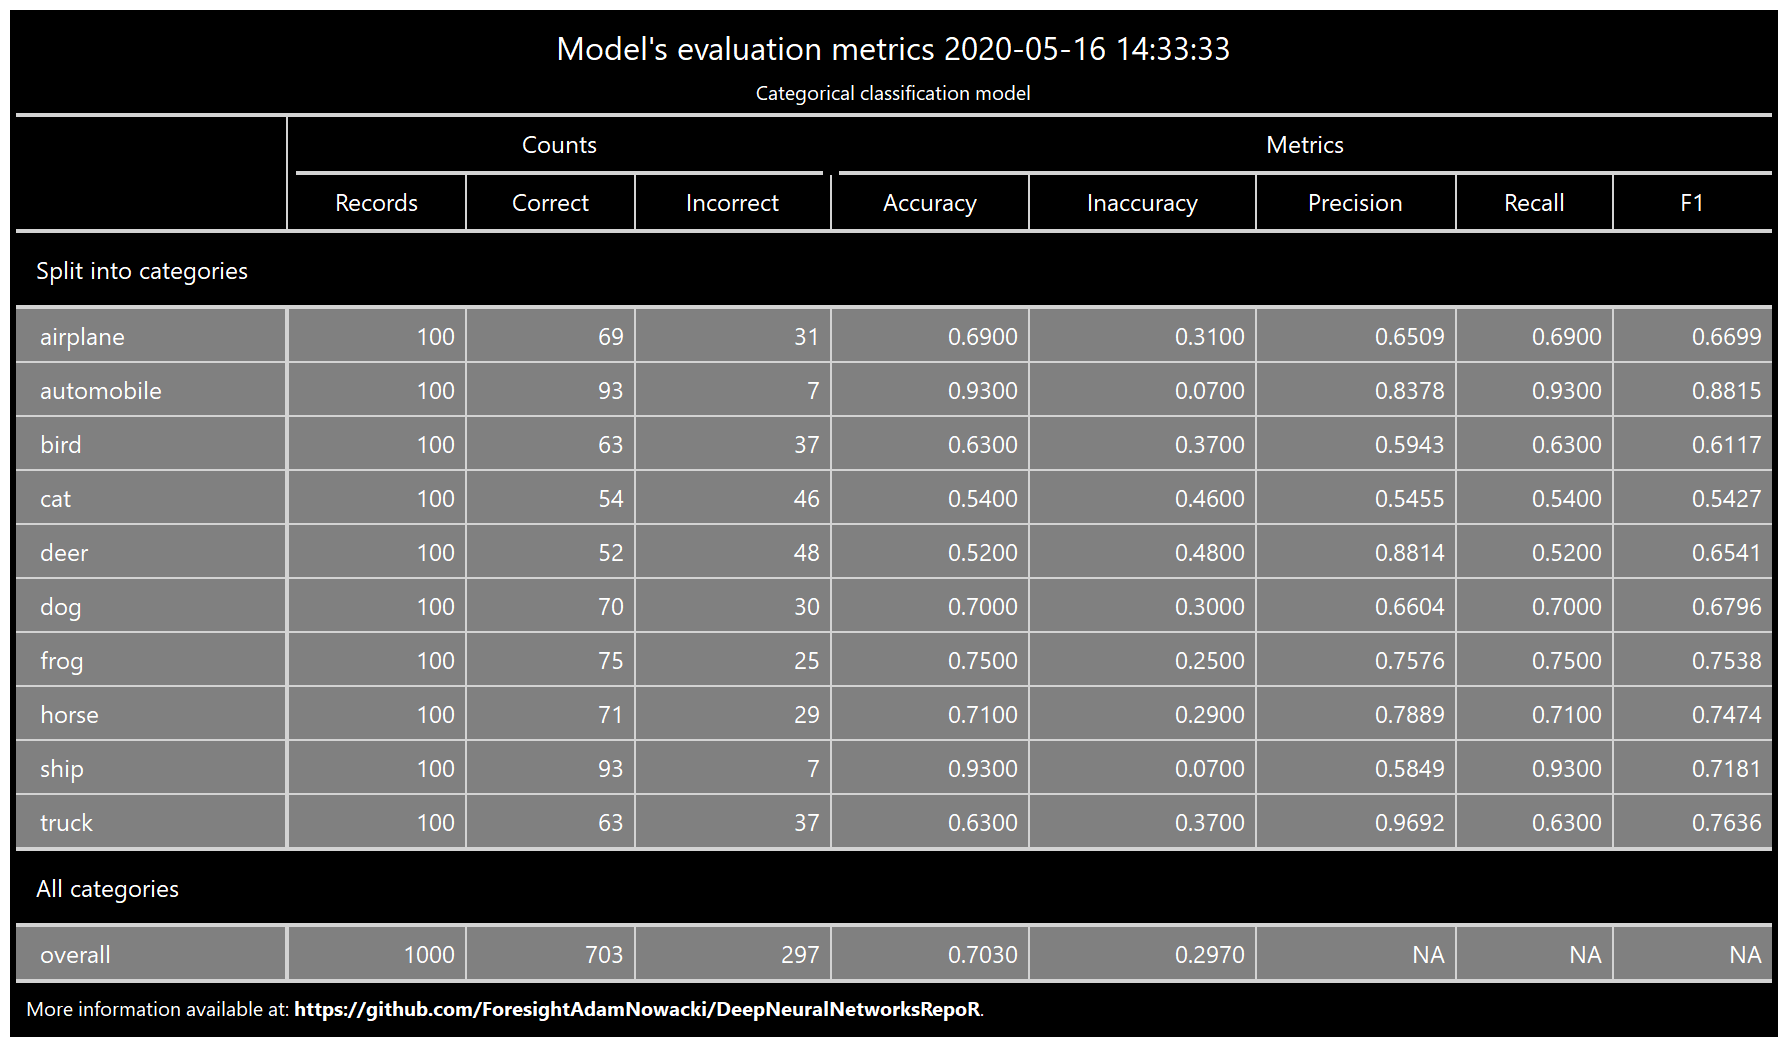 Model's evaluation metrics 2020-05-16 14:33:33
Categorical classification model
Counts Metrics
Records Correct Incorrect Accuracy Inaccuracy Precision Recall F1
Split into categories
airplane 100 69 31 0.6900 0.3100 0.6509 0.6900 0.6699
automobile 100 93 7 0.9300 0.0700 0.8378 0.9300 0.8815
bird 100 63 37 0.6300 0.3700 0.5943 0.6300 0.6117
cat 100 54 46 0.5400 0.4600 0.5455 0.5400 0.5427
deer 100 52 48 0.5200 0.4800 0.8814 0.5200 0.6541
dog 100 70 30 0.7000 0.3000 0.6604 0.7000 0.6796
frog 100 75 25 0.7500 0.2500 0.7576 0.7500 0.7538
horse 100 71 29 0.7100 0.2900 0.7889 0.7100 0.7474
ship 100 93 7 0.9300 0.0700 0.5849 0.9300 0.7181
truck 100 63 37 0.6300 0.3700 0.9692 0.6300 0.7636
All categories
overall 1000 703 297 0.7030 0.2970 NA NA NA
More information available at: https://github.com/ForesightAdamNowacki/DeepNeuralNetworksRepoR.